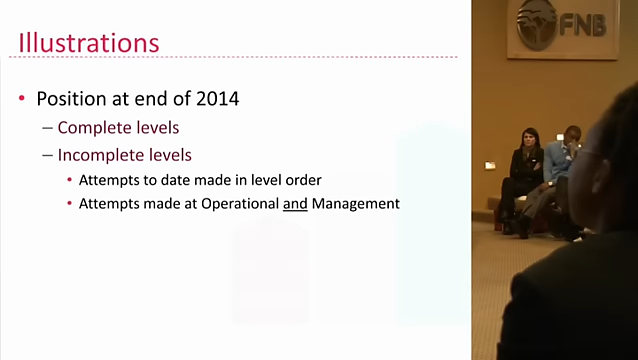 Illustrations
• Position at end of 2014
– Complete levels
– Incomplete levels
• Attempts to date made in level order
• Attempts made at Operational and Management
FNB